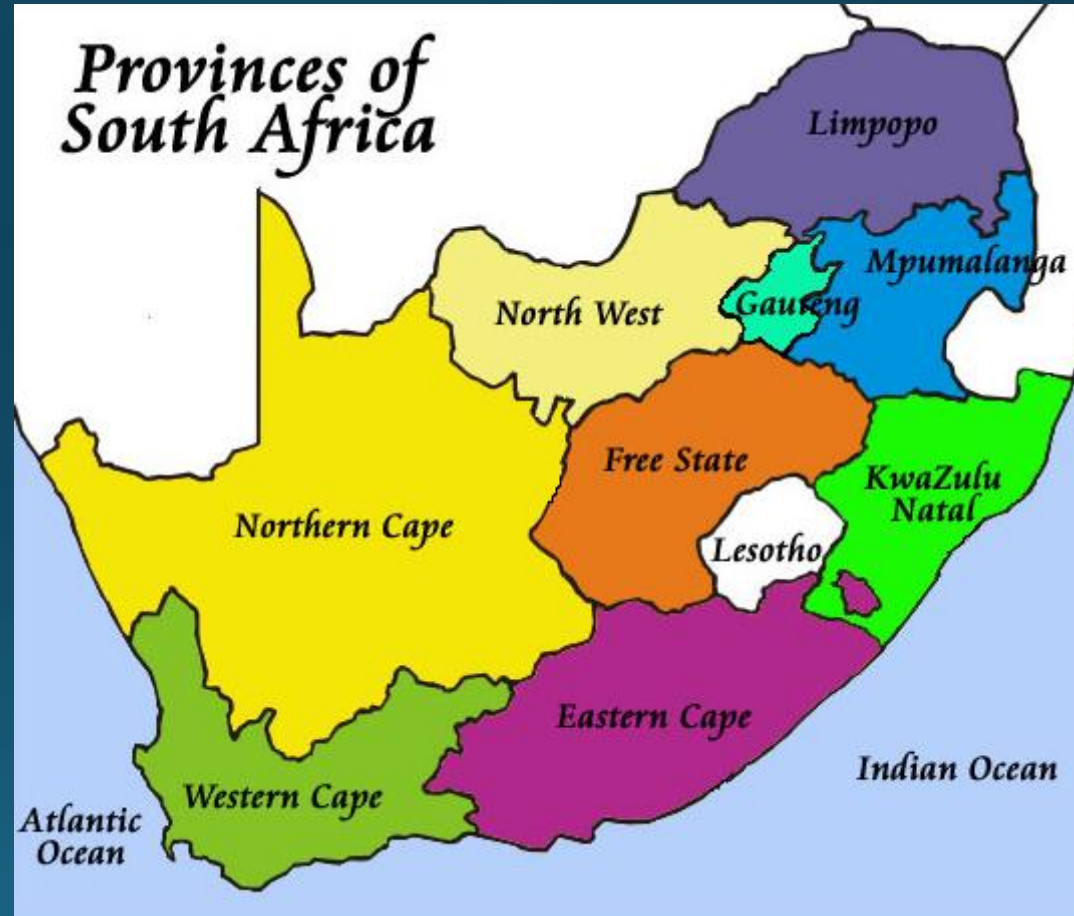 Provinces of
South Africa
Limpopo
Mpumalanga
Gauteng
North West
Free State
KwaZulu
Natal
Northern Cape
Lesotho
Eastern Cape
Indian Ocean
Western Cape
Atlantic
Ocean